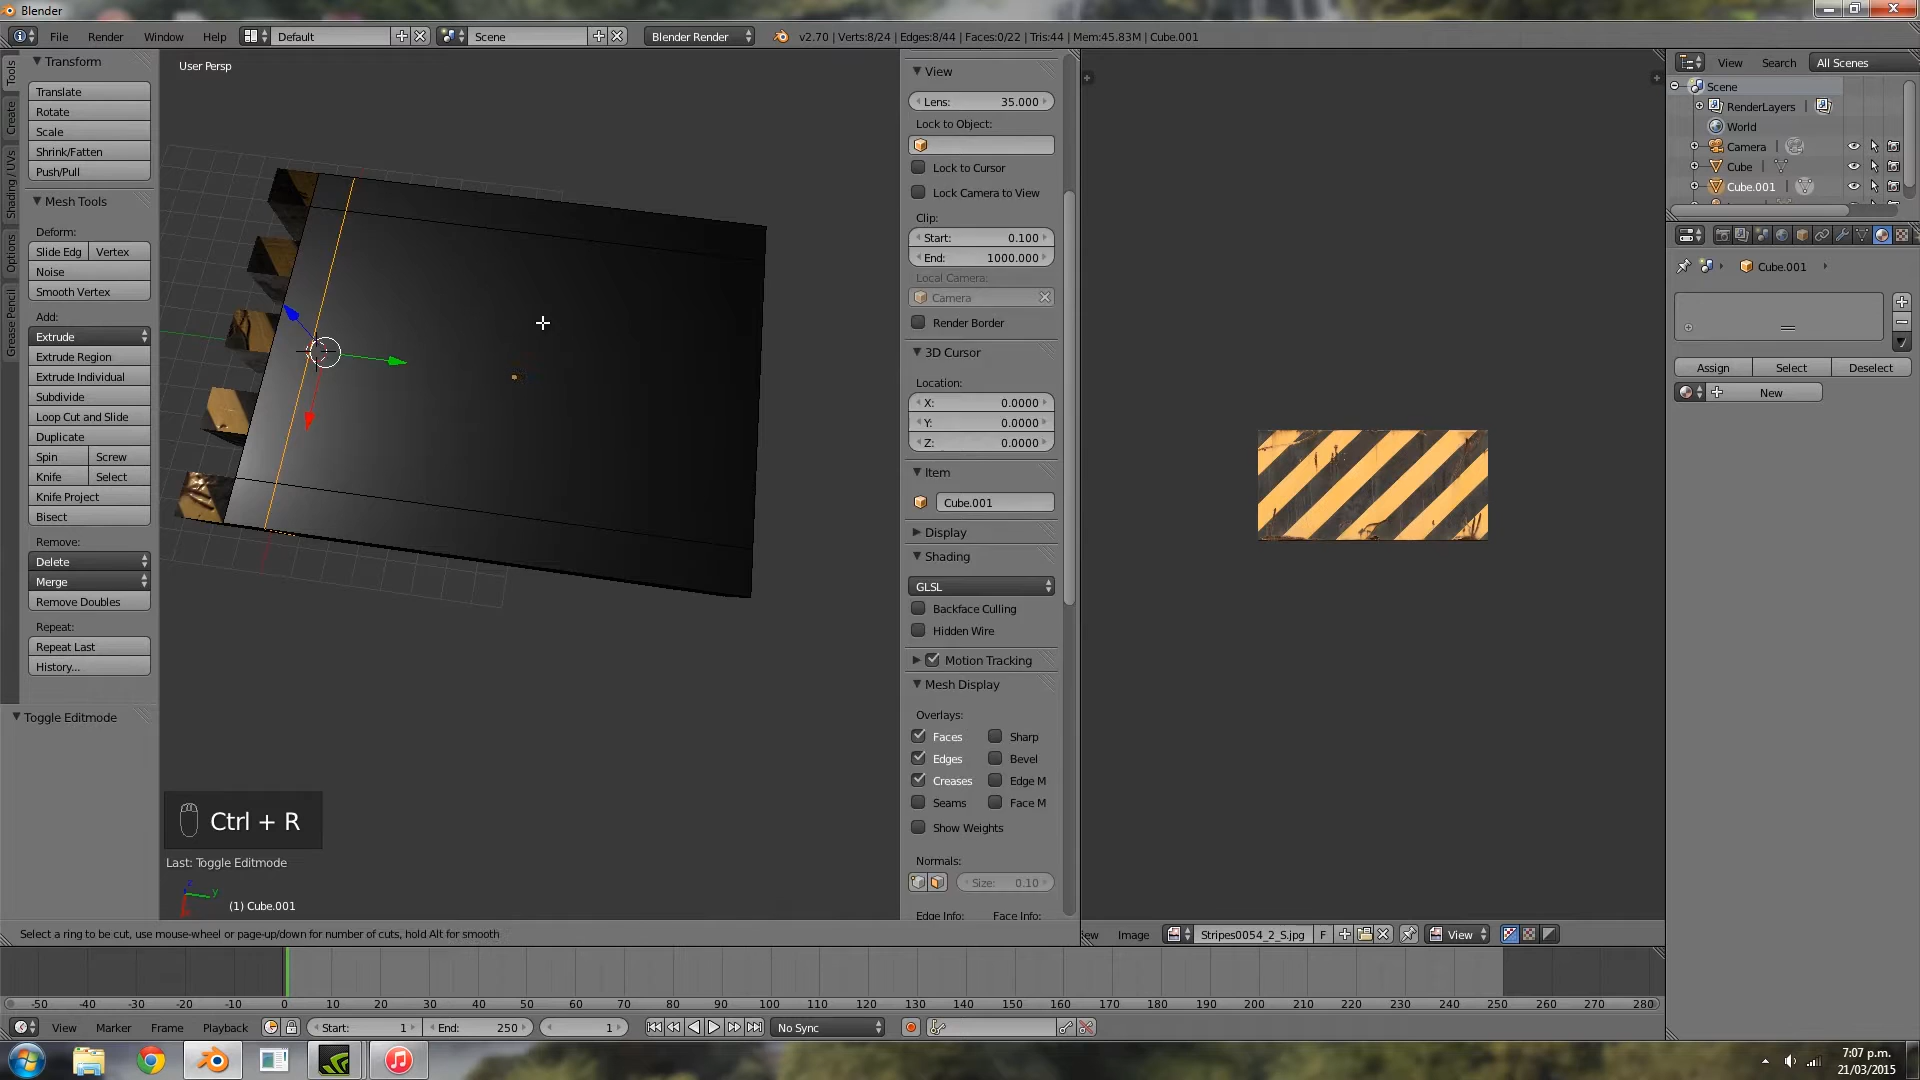 Blender
File Render Window Help Default Scene Blender Render v2.70 | Verts:8/24 | Edges:8/44 | Faces:0/22 | Tris:44 | Mem:45.83M | Cube.001
Tools
Create
Shading / UVs
Options
Grease Pencil
Transform
Translate
Rotate
Scale
Shrink/Fatten
Push/Pull
Mesh Tools
Deform:
Slide Edg Vertex
Noise
Smooth Vertex
Add:
Extrude
Extrude Region
Extrude Individual
Subdivide
Loop Cut and Slide
Duplicate
Spin Screw
Knife Select
Knife Project
Bisect
Remove:
Delete
Merge
Remove Doubles
Repeat:
Repeat Last
History...
Toggle Editmode
User Persp
Ctrl + R
Last: Toggle Editmode
z
y
(1) Cube.001
Select a ring to be cut, use mouse-wheel or page-up/down for number of cuts, hold Alt for smooth
View
Lens: 35.000
Lock to Object:
Lock to Cursor
Lock Camera to View
Clip:
Start: 0.100
End: 1000.000
Local Camera:
Camera
Render Border
3D Cursor
Location:
X: 0.0000
Y: 0.0000
Z: 0.0000
Item
Cube.001
Display
Shading
GLSL
Backface Culling
Hidden Wire
Motion Tracking
Mesh Display
Overlays:
Faces Sharp
Edges Bevel
Creases Edge M
Seams Face M
Show Weights
Normals:
Size: 0.10
Edge Info: Face Info:
ew Image Stripes0054_2_S.jpg F View
View Search All Scenes
Scene
RenderLayers
World
Camera
Cube
Cube.001
Cube.001
Assign Select Deselect
New
-50 -40 -30 -20 -10 0 10 20 30 40 50 60 70 80 90 100 110 120 130 140 150 160 170 180 190 200 210 220 230 240 250 260 270 280
View Marker Frame Playback Start: 1 End: 250 1 No Sync
7:07 p.m.
21/03/2015